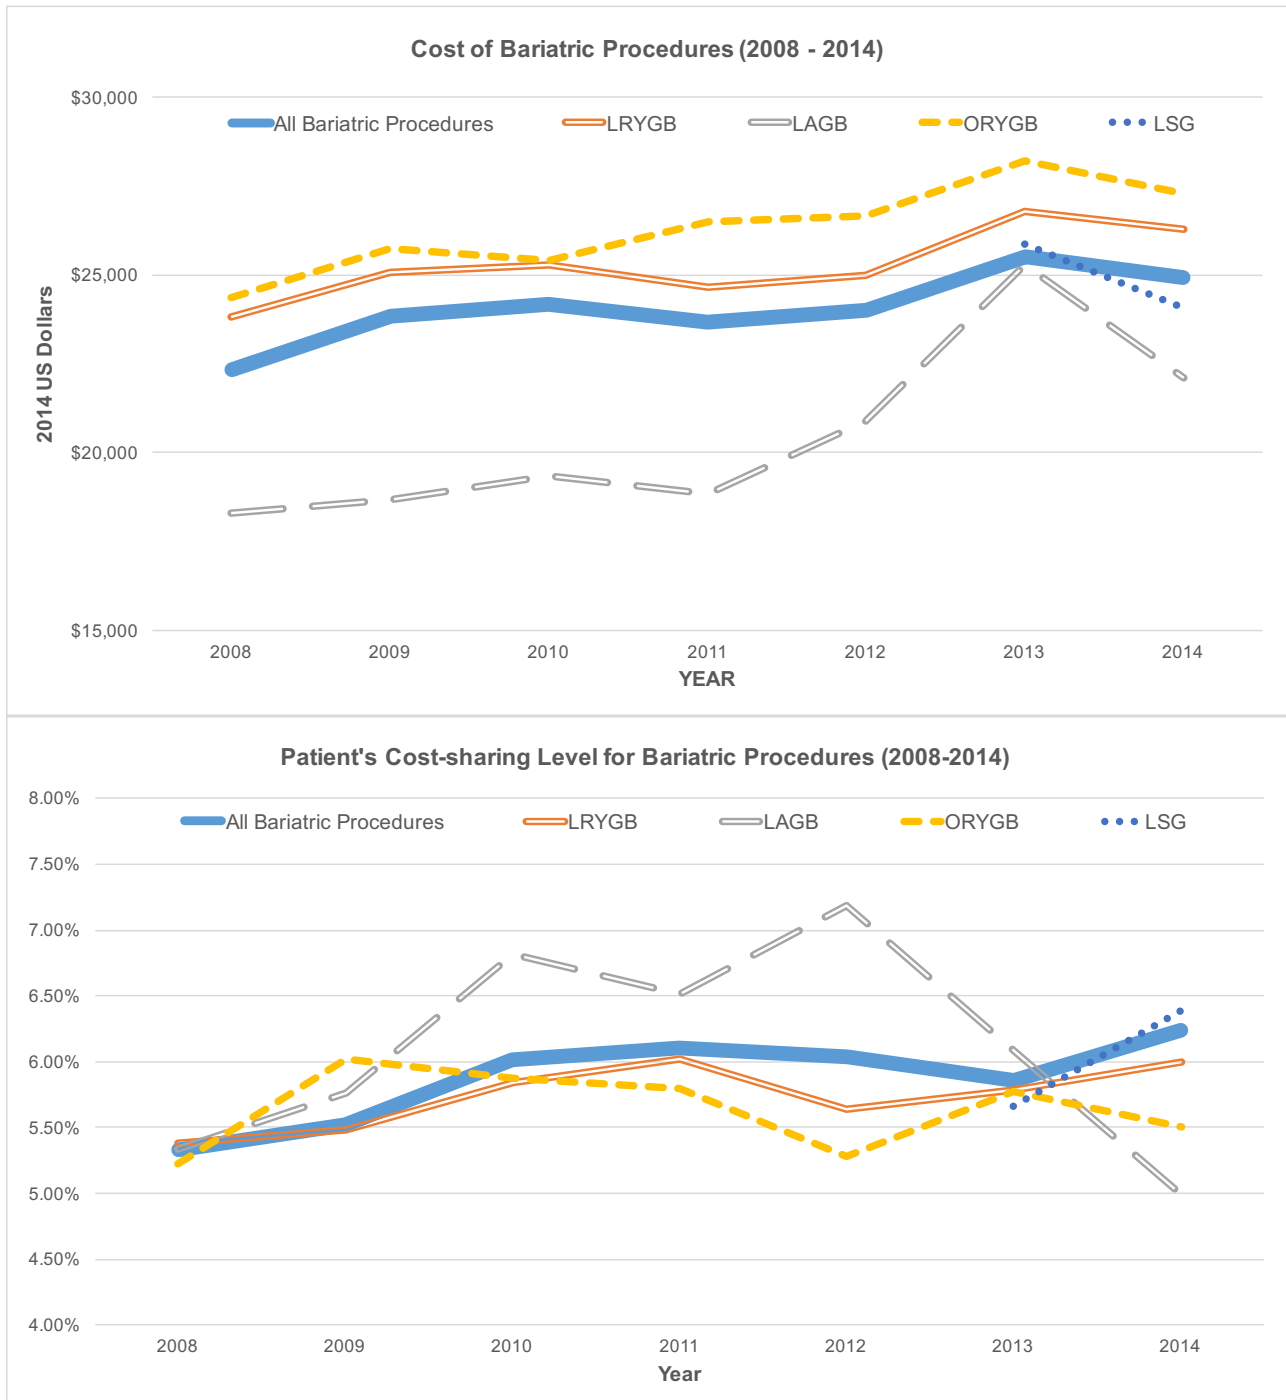 Cost of Bariatric Procedures (2008 - 2014)
$30,000
All Bariatric Procedures LRYGB LAGB ORYGB LSG
$25,000
2014 US Dollars
$20,000
$15,000
2008 2009 2010 2011 2012 2013 2014
YEAR
Patient's Cost-sharing Level for Bariatric Procedures (2008-2014)
8.00%
All Bariatric Procedures LRYGB LAGB ORYGB LSG
7.50%
7.00%
6.50%
6.00%
5.50%
5.00%
4.50%
4.00%
2008 2009 2010 2011 2012 2013 2014
Year